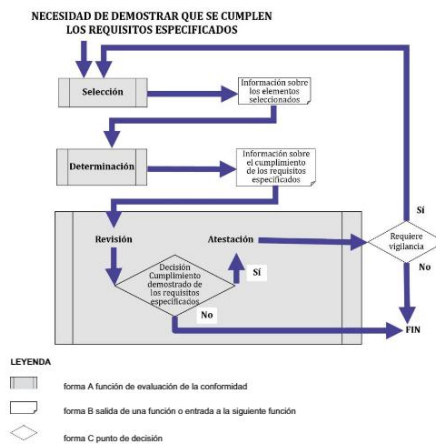 NECESIDAD DE DEMOSTRAR QUE SE CUMPLEN
LOS REQUISITOS ESPECIFICADOS
Selección
Información sobre
los elementos
seleccionados
Determinación
Información sobre
el cumplimiento
de los requisitos
especificados
Revisión
Atestación
Decisión
Cumplimiento
demostrado de
los requisitos
especificados
Sí
No
Requiere
vigilancia
Sí
No
FIN
LEYENDA
forma A función de evaluación de la conformidad
forma B salida de una función o entrada a la siguiente función
forma C punto de decisión